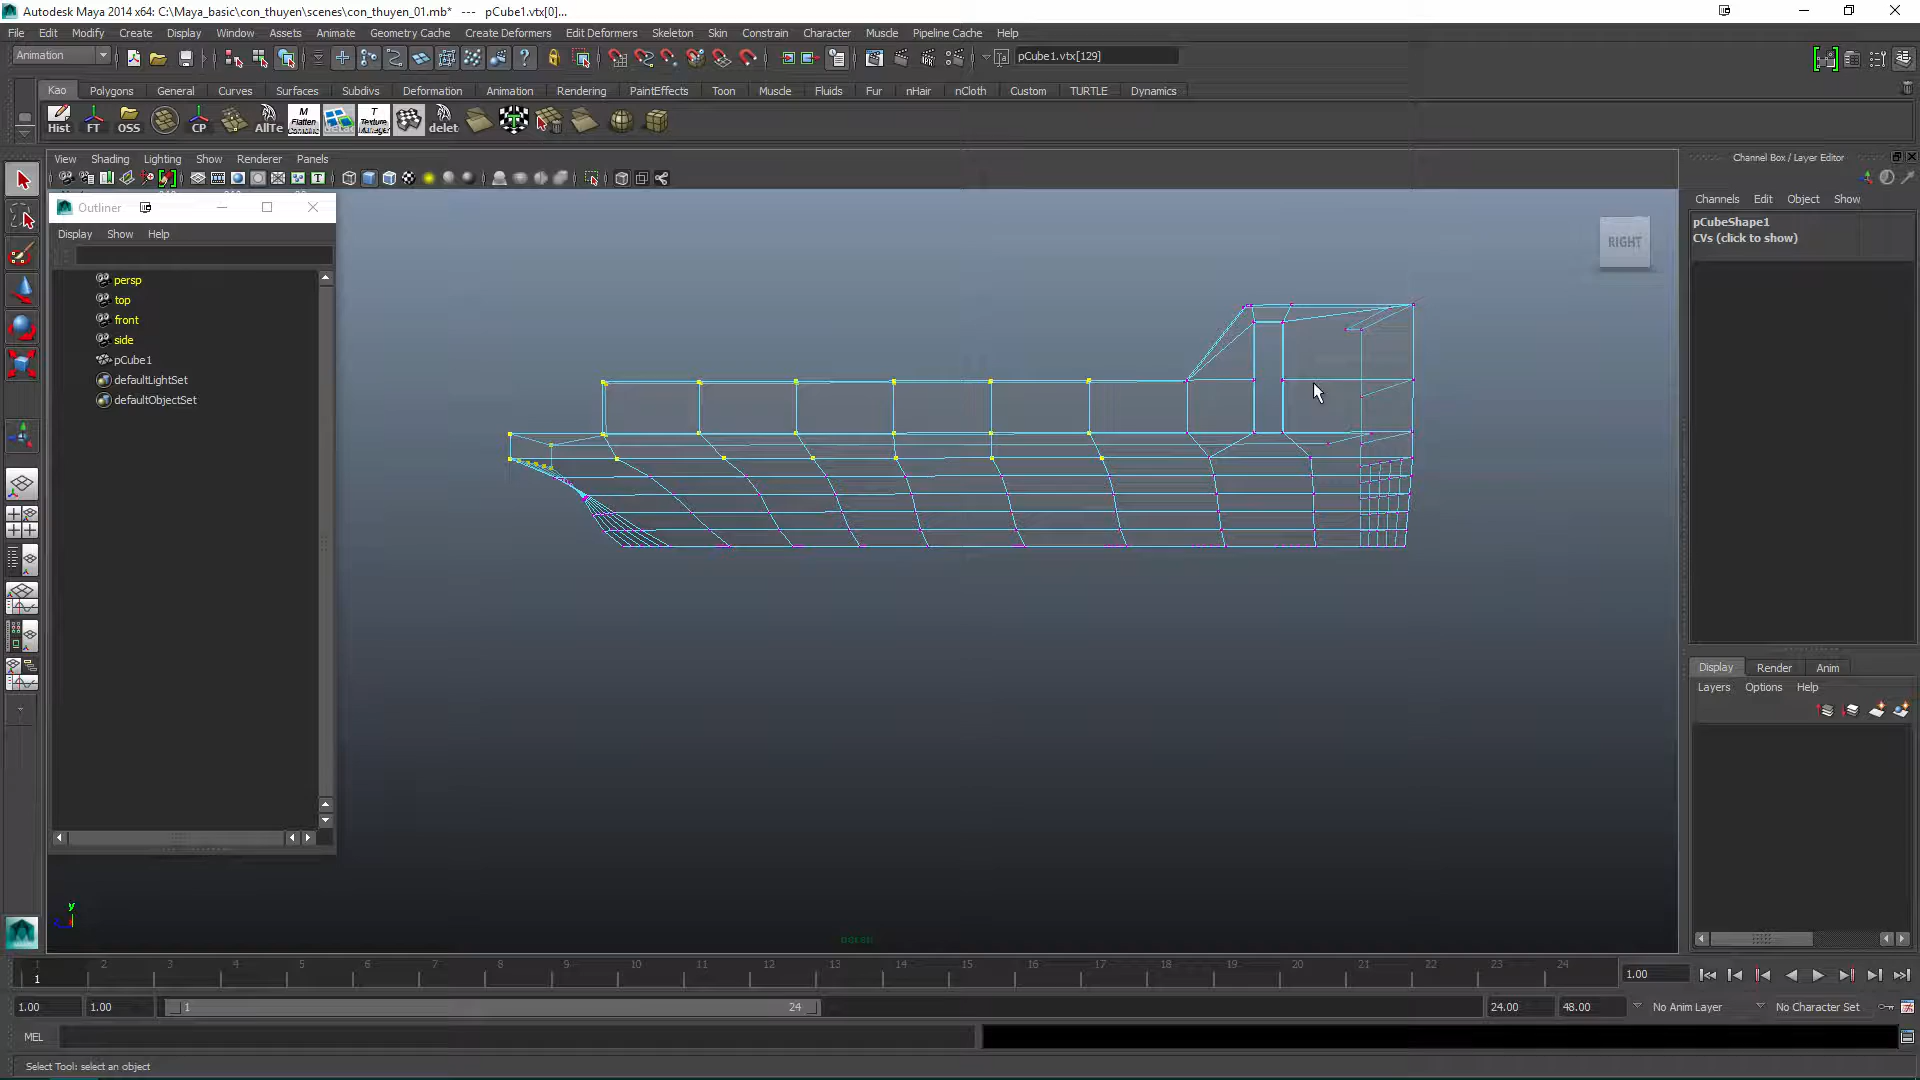 Autodesk Maya 2014 x64: C:\Maya_basic\con_thuyen\scenes\con_thuyen_01.mb* --- pCube1.vtx[0]...
File Edit Modify Create Display Window Assets Animate Geometry Cache Create Deformers Edit Deformers Skeleton Skin Constrain Character Muscle Pipeline Cache Help
Animation
pCube1.vtx[129]
Kao Polygons General Curves Surfaces Subdivs Deformation Animation Rendering PaintEffects Toon Muscle Fluids Fur nHair nCloth Custom TURTLE Dynamics
M T
Hist FT OSS CP AllTe Flatten Combine Texture Manager delet
View Shading Lighting Show Renderer Panels
Channel Box / Layer Editor
Outliner
Display Show Help
persp
top
front
side
pCube1
defaultLightSet
defaultObjectSet
RIGHT
Channels Edit Object Show
pCubeShape1
CVs (click to show)
Display Render Anim
Layers Options Help
y
persp
1 2 3 4 5 6 7 8 9 10 11 12 13 14 15 16 17 18 19 20 21 22 23 24
1
1.00
1.00 1.00 1 24 24.00 48.00 No Anim Layer No Character Set
MEL
Select Tool: select an object